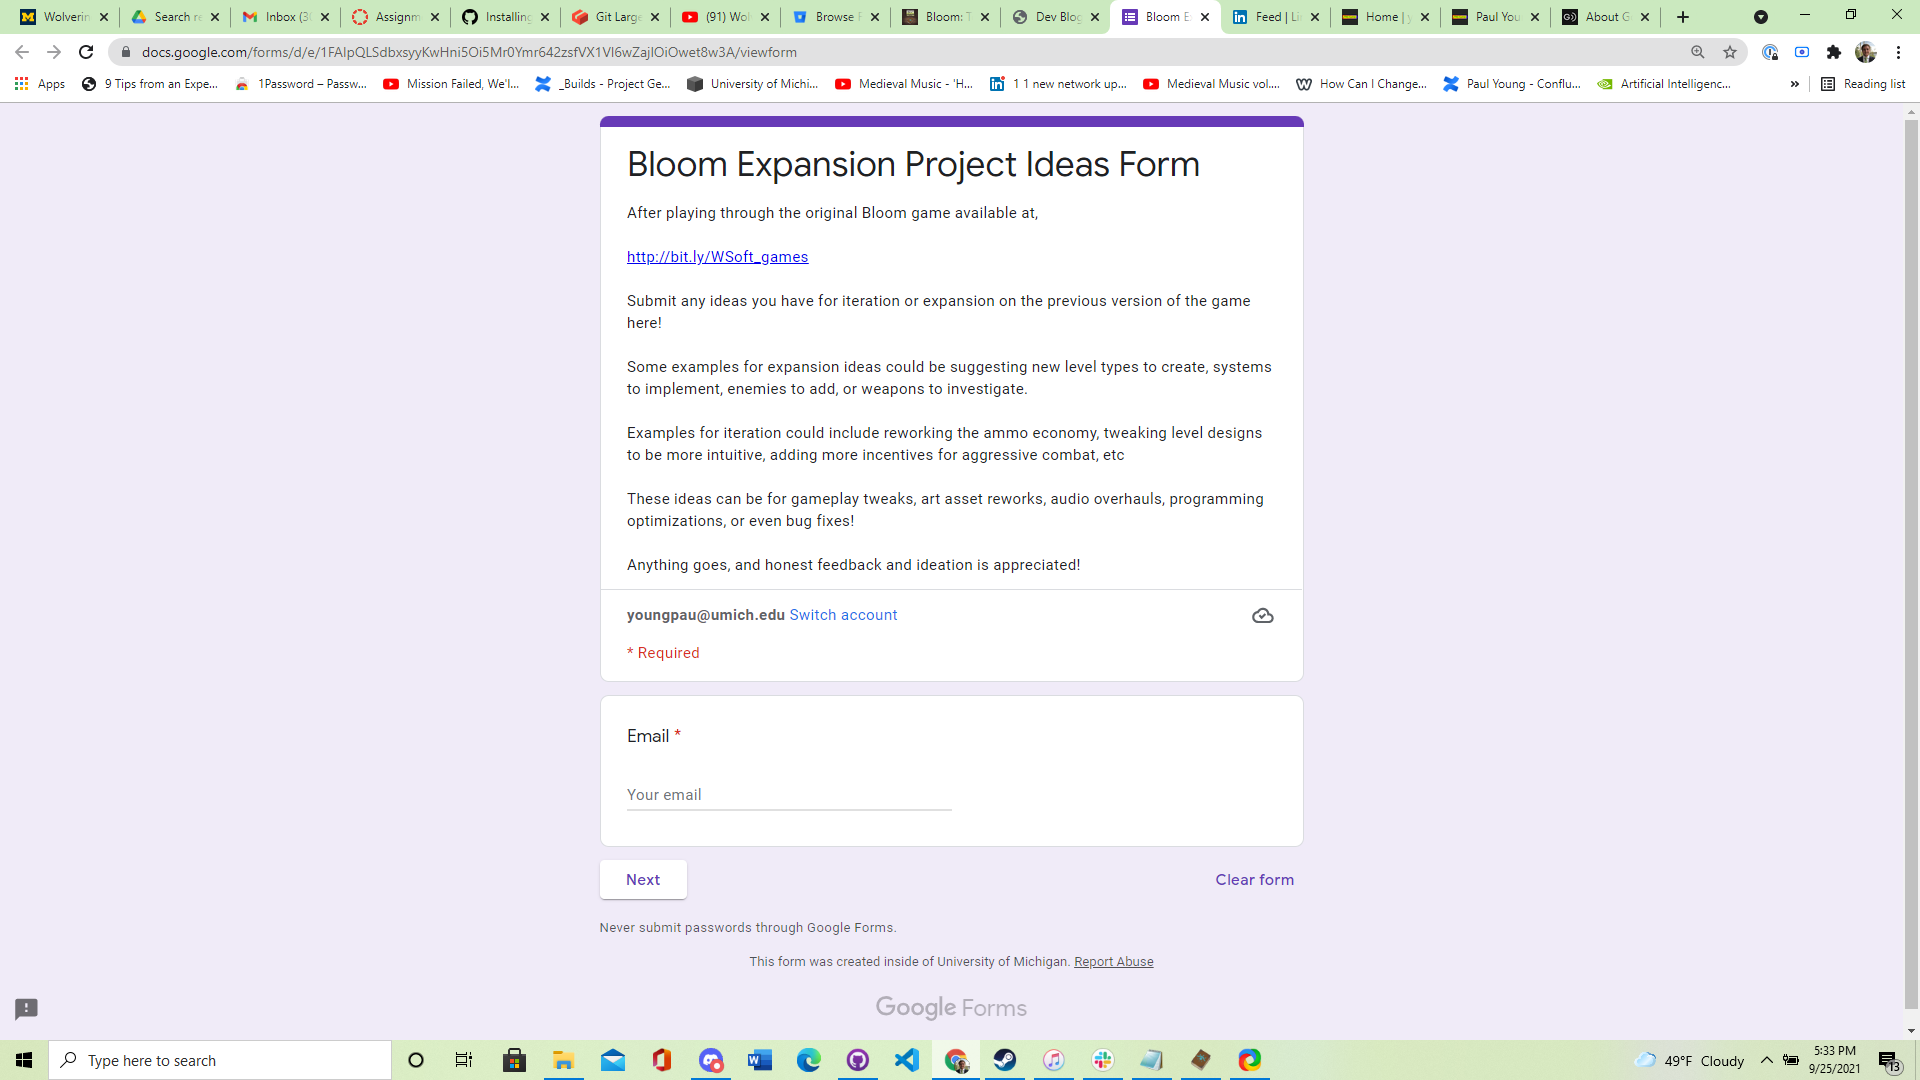 Wolverin
Search re
Inbox (3
Assignm
Installing
Git Large
(91) Wol
Browse F
Bloom: T
Dev Blog
Bloom E
Feed | Li
Home | y
Paul You
About G
docs.google.com/forms/d/e/1FAIpQLSdbxsyyKwHni5Oi5Mr0Ymr642zsfVX1VI6wZajIOiOwet8w3A/viewform
Apps
9 Tips from an Expe...
1Password – Passw...
Mission Failed, We'l...
_Builds - Project Ge...
University of Michi...
Medieval Music - 'H...
1 1 new network up...
Medieval Music vol....
How Can I Change...
Paul Young - Conflu...
Artificial Intelligenc...
»
Reading list
Bloom Expansion Project Ideas Form
After playing through the original Bloom game available at,
http://bit.ly/WSoft_games
Submit any ideas you have for iteration or expansion on the previous version of the game
here!
Some examples for expansion ideas could be suggesting new level types to create, systems
to implement, enemies to add, or weapons to investigate.
Examples for iteration could include reworking the ammo economy, tweaking level designs
to be more intuitive, adding more incentives for aggressive combat, etc
These ideas can be for gameplay tweaks, art asset reworks, audio overhauls, programming
optimizations, or even bug fixes!
Anything goes, and honest feedback and ideation is appreciated!
youngpau@umich.edu Switch account
* Required
Email *
Your email
Next
Clear form
Never submit passwords through Google Forms.
This form was created inside of University of Michigan. Report Abuse
Google Forms
Type here to search
49°F Cloudy
5:33 PM
9/25/2021
13